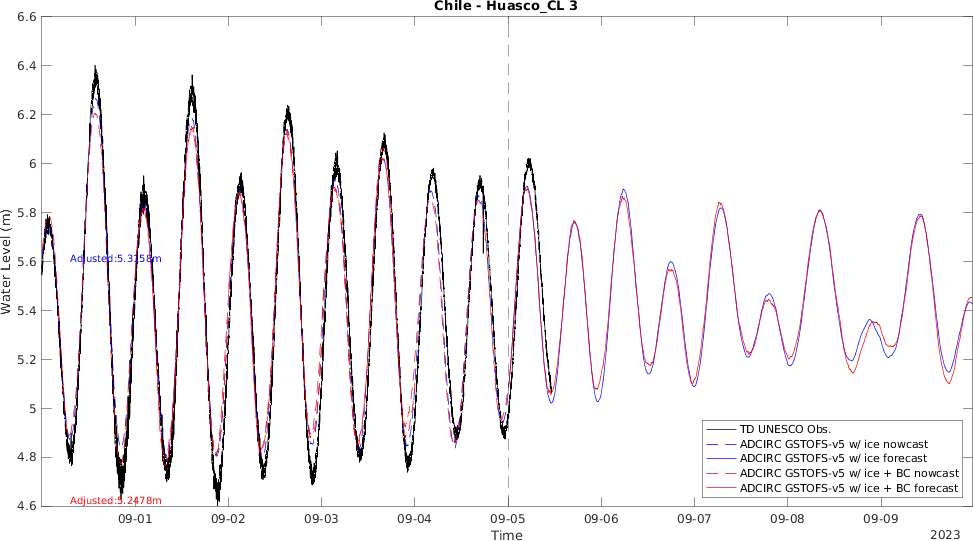 Chile - Huasco_CL 3
6.6
6.4
6.2
6
5.8
5.6
5.4
5.2
5
4.8
4.6
Water Level (m)
Adjusted:5.3258m
Adjusted:5.2478m
TD UNESCO Obs.
ADCIRC GSTOFS-v5 w/ ice nowcast
ADCIRC GSTOFS-v5 w/ ice forecast
ADCIRC GSTOFS-v5 w/ ice + BC nowcast
ADCIRC GSTOFS-v5 w/ ice + BC forecast
09-01 09-02 09-03 09-04 09-05 09-06 09-07 09-08 09-09
Time
2023